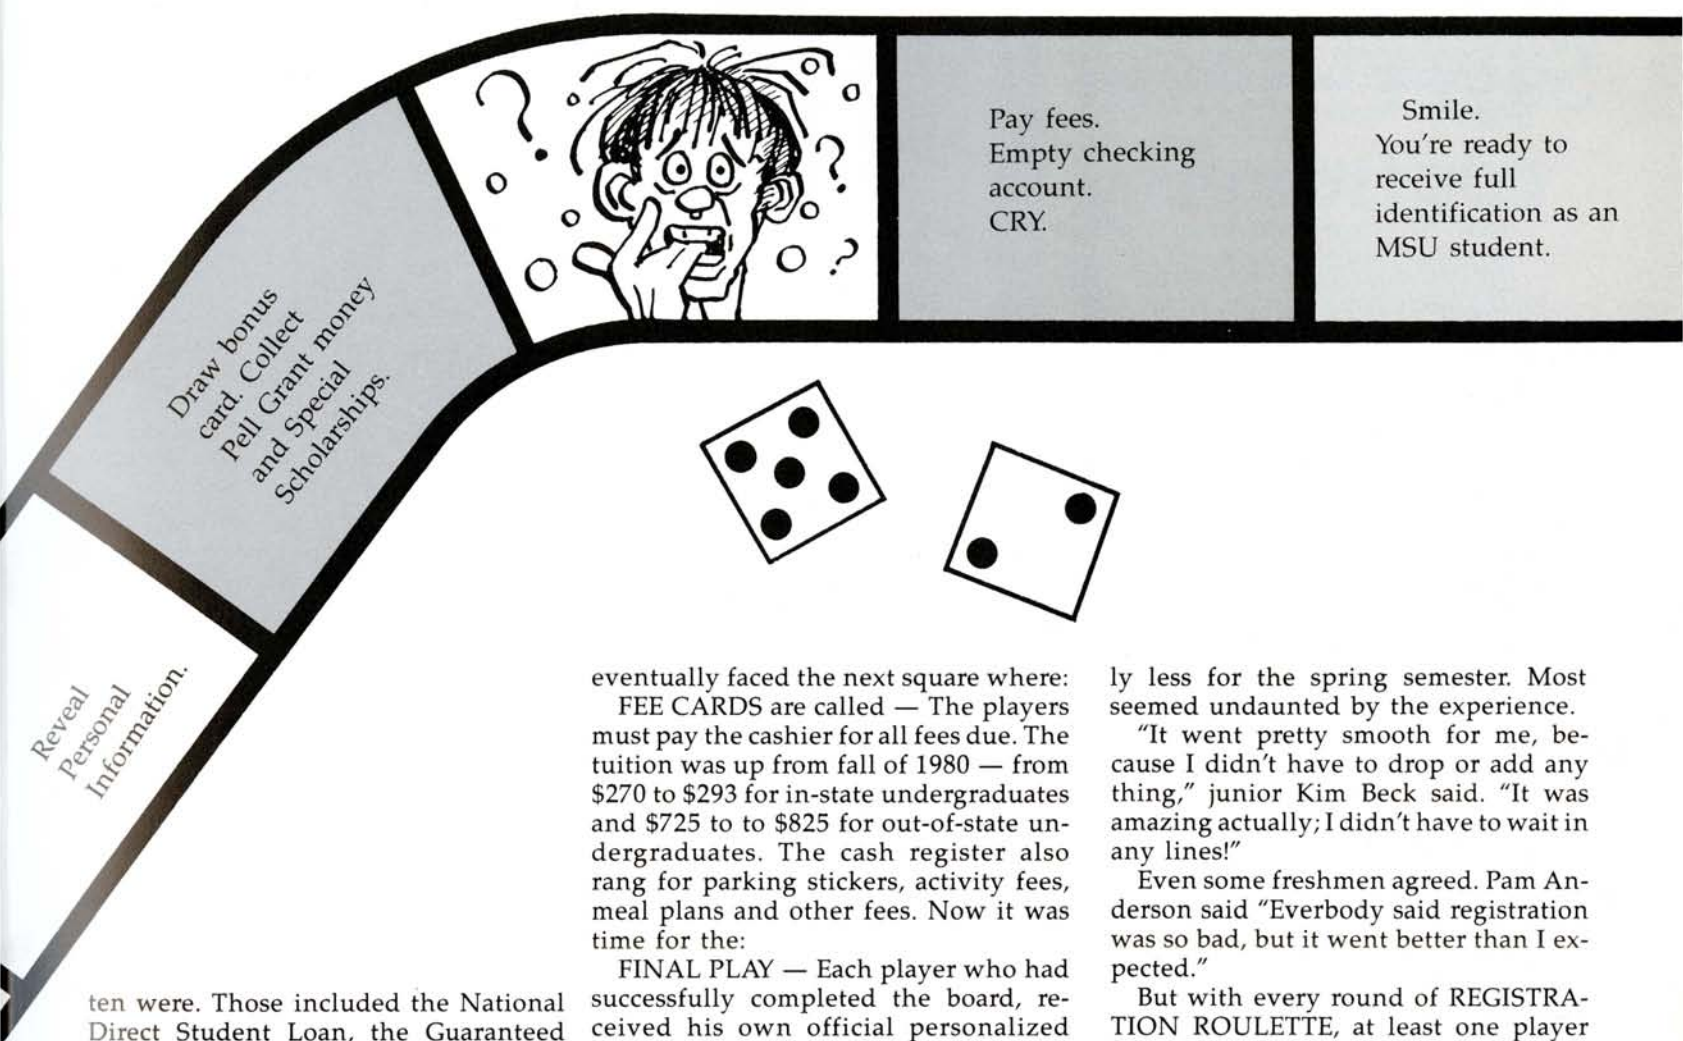 Reveal
Personal
Information.
Draw bonus
card. Collect
Pell Grant money
and Special
Scholarships.
? ? ?
Pay fees.
Empty checking
account.
CRY.
Smile.
You're ready to
receive full
identification as an
MSU student.
ten were. Those included the National
Direct Student Loan, the Guaranteed
eventually faced the next square where:
FEE CARDS are called — The players
must pay the cashier for all fees due. The
tuition was up from fall of 1980 — from
$270 to $293 for in-state undergraduates
and $725 to to $825 for out-of-state un-
dergraduates. The cash register also
rang for parking stickers, activity fees,
meal plans and other fees. Now it was
time for the:
FINAL PLAY — Each player who had
successfully completed the board, re-
ceived his own official personalized
ly less for the spring semester. Most
seemed undaunted by the experience.
"It went pretty smooth for me, be-
cause I didn't have to drop or add any
thing," junior Kim Beck said. "It was
amazing actually; I didn't have to wait in
any lines!"
Even some freshmen agreed. Pam An-
derson said "Everbody said registration
was so bad, but it went better than I ex-
pected."
But with every round of REGISTRA-
TION ROULETTE, at least one player